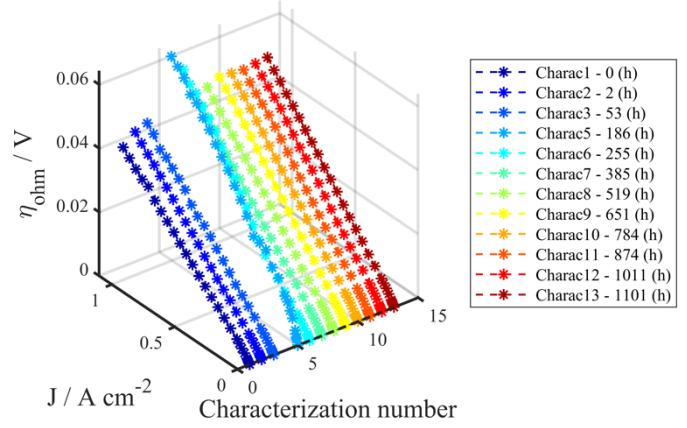 0.06
0.04
0.02
0
η_ohm / V
1
0.5
0
J / A cm^-2
0
5
10
15
Characterization number
Charac1 - 0 (h)
Charac2 - 2 (h)
Charac3 - 53 (h)
Charac5 - 186 (h)
Charac6 - 255 (h)
Charac7 - 385 (h)
Charac8 - 519 (h)
Charac9 - 651 (h)
Charac10 - 784 (h)
Charac11 - 874 (h)
Charac12 - 1011 (h)
Charac13 - 1101 (h)